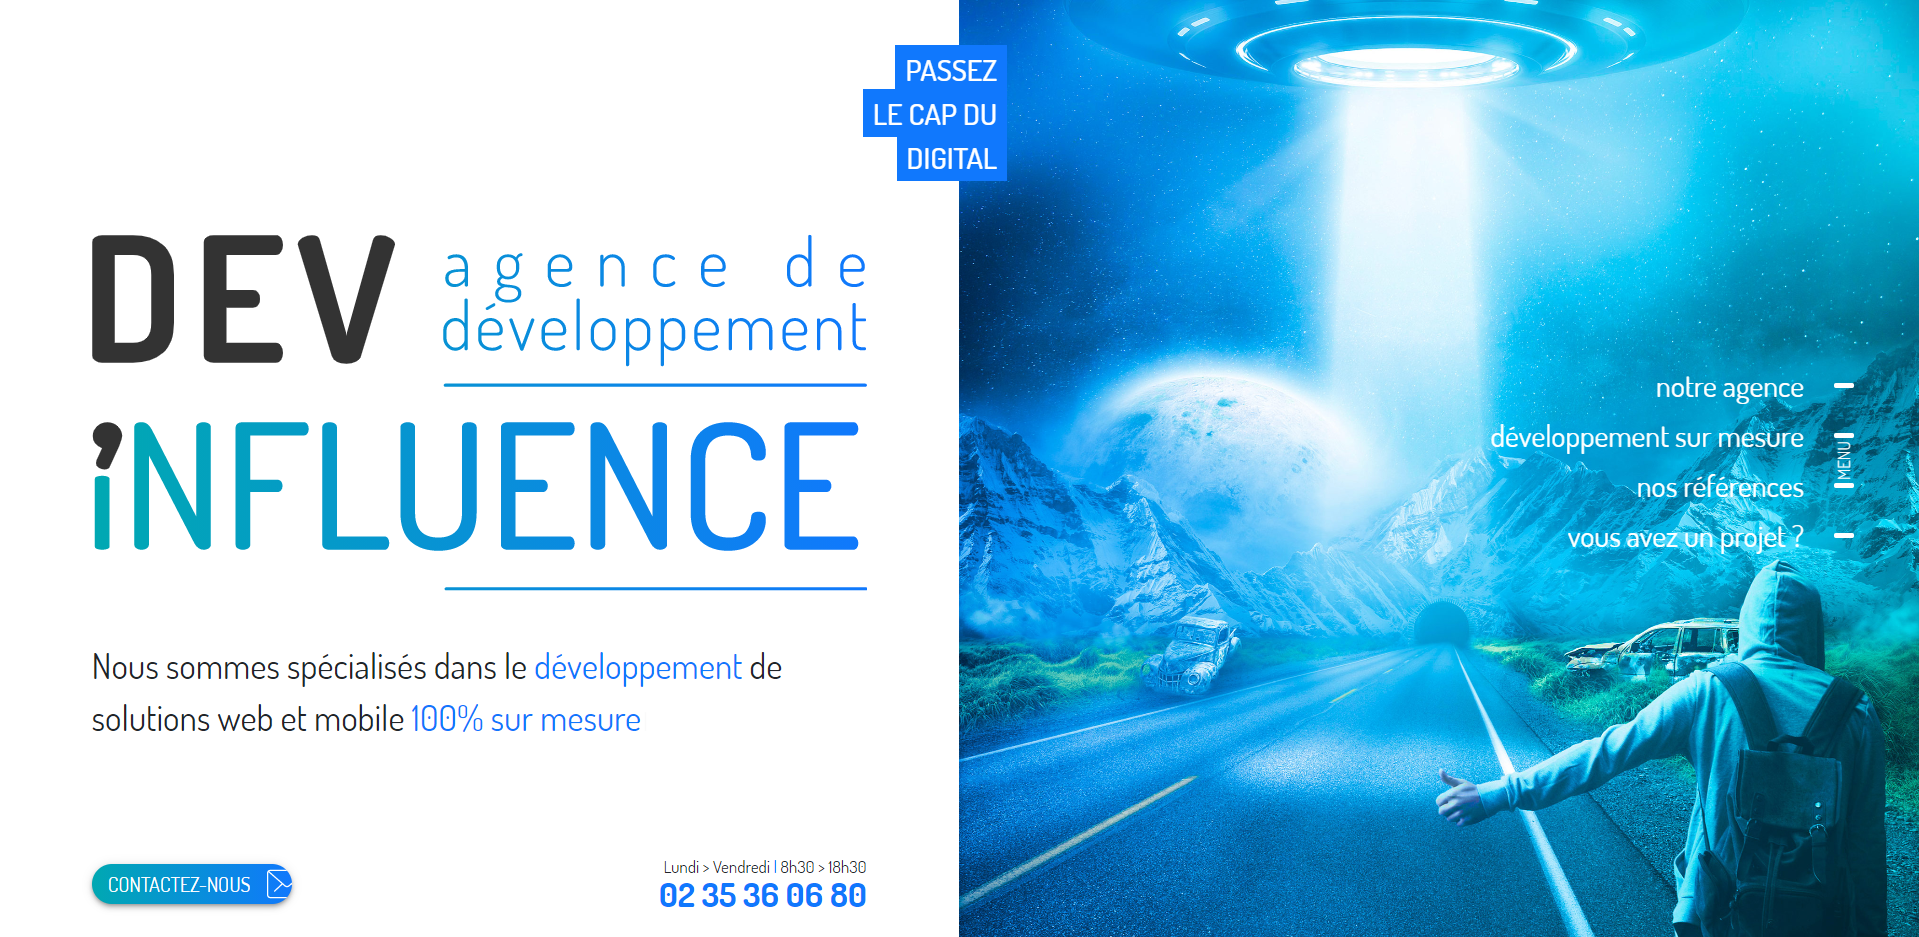 PASSEZ
LE CAP DU
DIGITAL
DEV
agence de
développement
iNFLUENCE
Nous sommes spécialisés dans le développement de
solutions web et mobile 100% sur mesure
CONTACTEZ-NOUS
Lundi > Vendredi | 8h30 > 18h30
02 35 36 06 80
notre agence
développement sur mesure
MENU
nos références
vous avez un projet ?